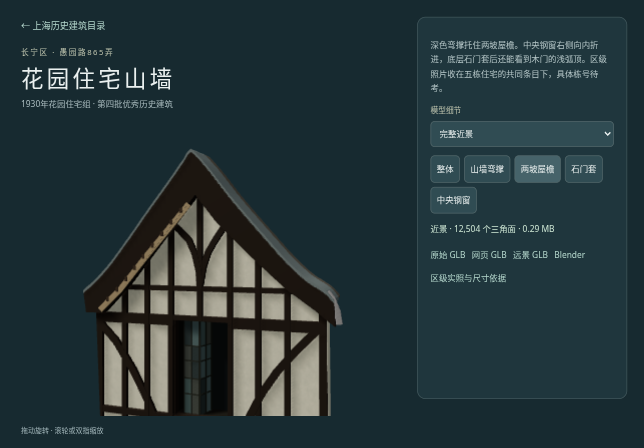 ← 上海历史建筑目录
长宁区 · 愚园路865弄
花园住宅山墙
1930年花园住宅组 · 第四批优秀历史建筑
深色弯撑托住两坡屋檐。中央钢窗右侧向内折
进，底层石门套后还能看到木门的浅弧顶。区级
照片收在五栋住宅的共同条目下，具体栋号待
考。
模型细节
完整近景
整体 山墙弯撑 两坡屋檐 石门套
中央钢窗
近景 · 12,504 个三角面 · 0.29 MB
原始 GLB 网页 GLB 远景 GLB Blender
区级实照与尺寸依据
拖动旋转 · 滚轮或双指缩放